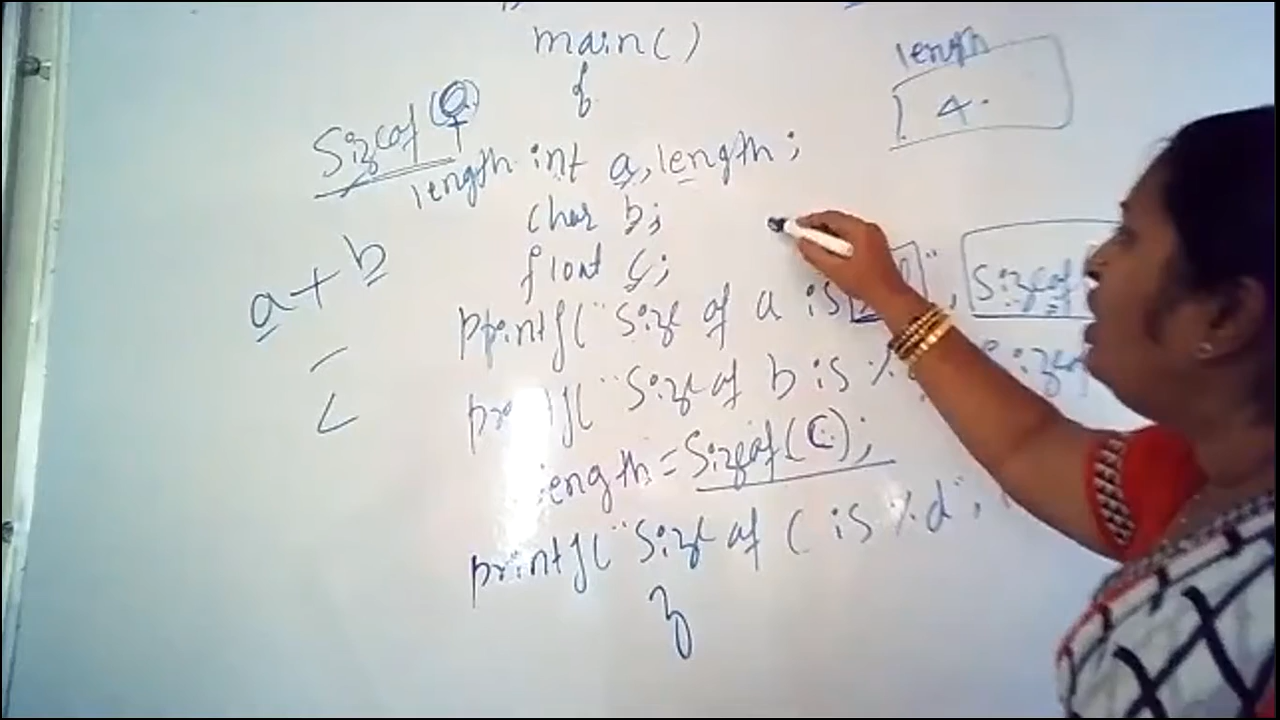 main()
{
length
4.
sizeof(a)
length int a, length;
char b;
float c;
a + b
printf("Size of a is ", sizeof
printf("Size of b is %
length = sizeof(c);
printf("Size of C is %d",
}